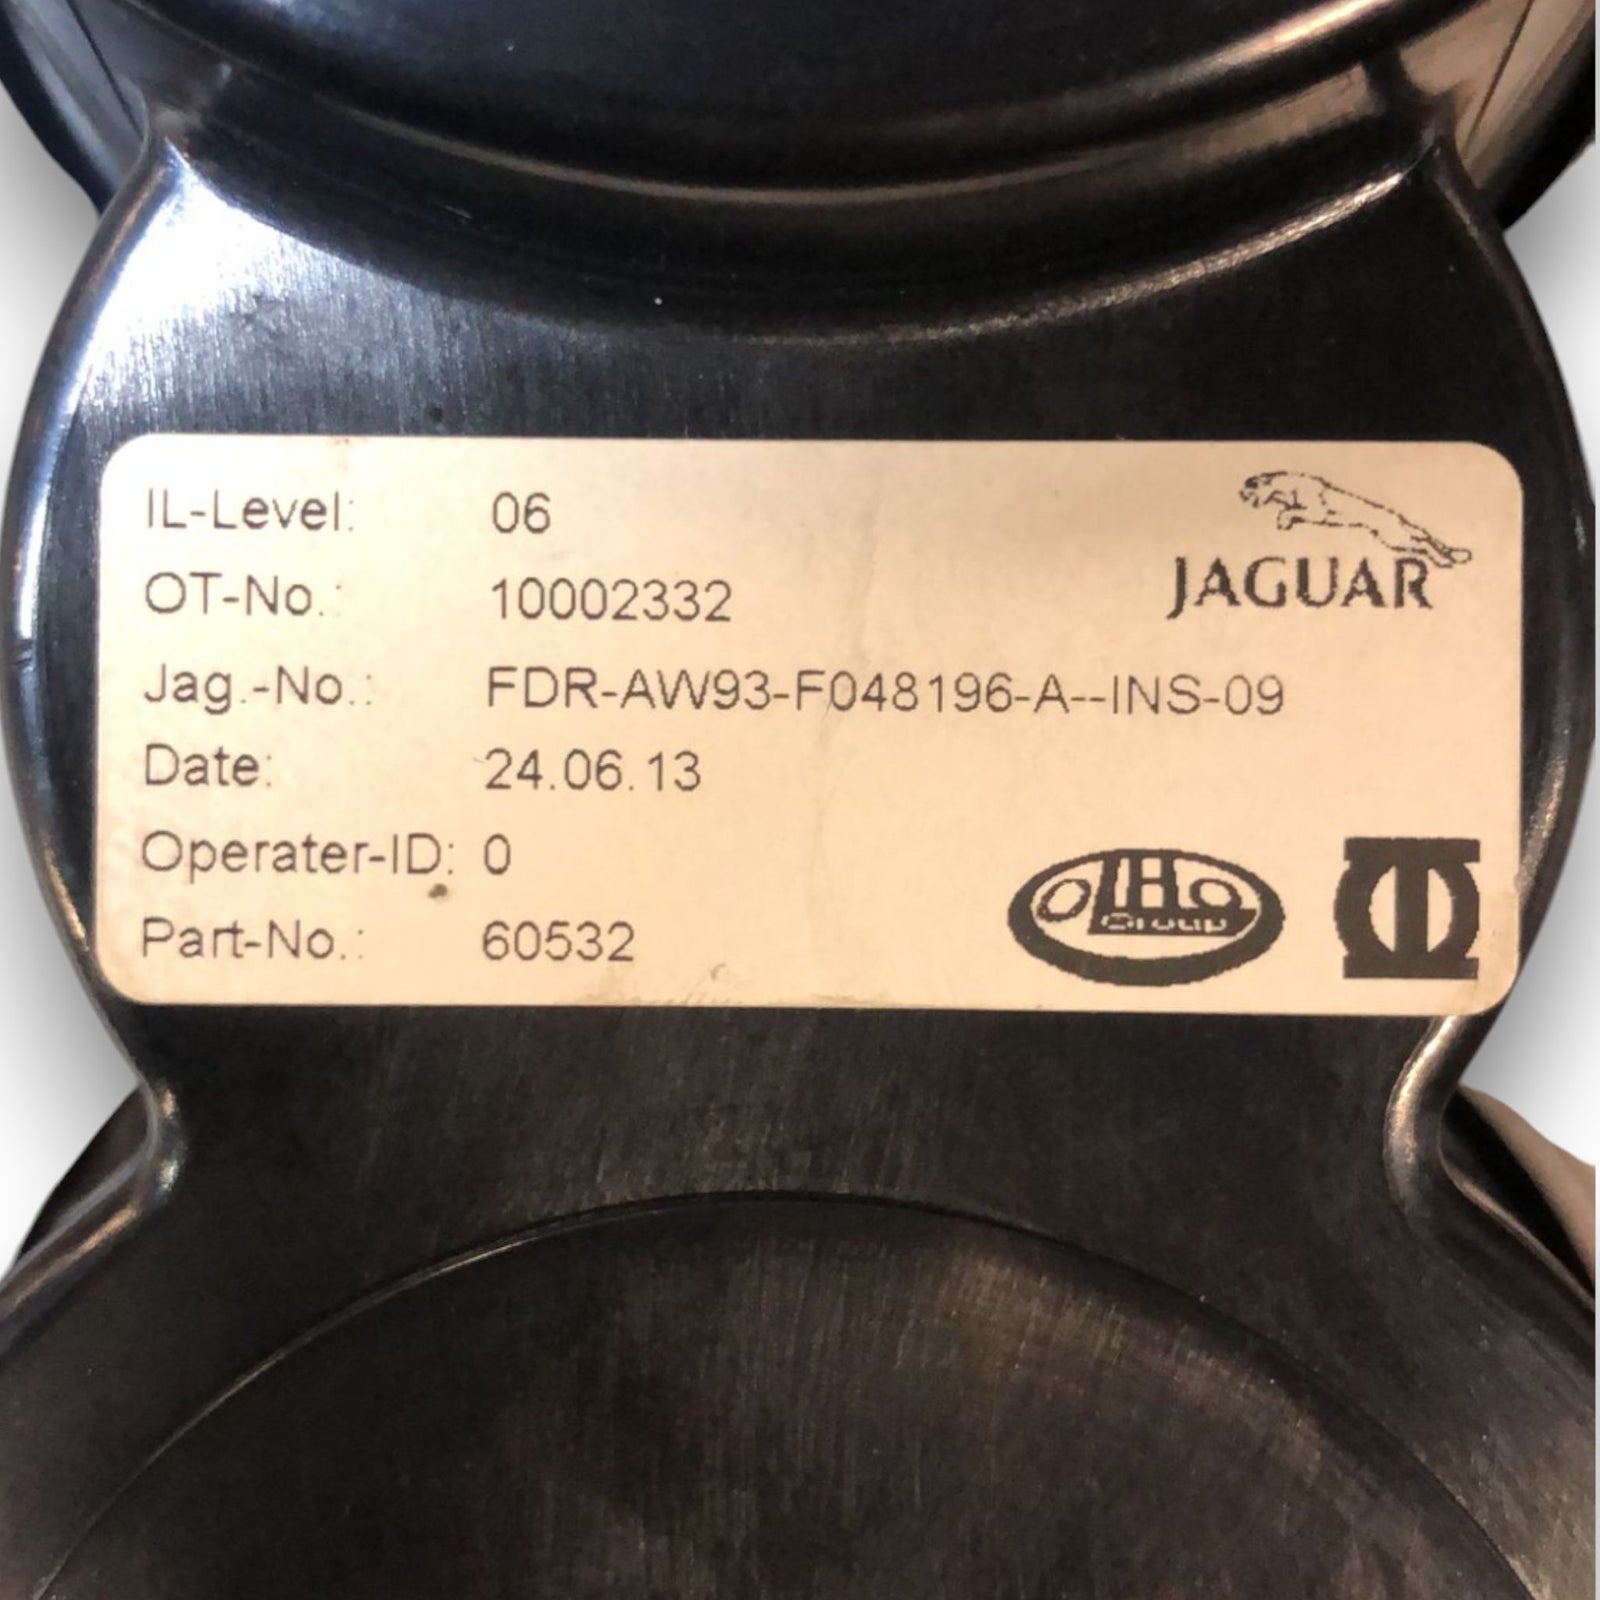 IL-Level: 06
JAGUAR
OT-No.: 10002332
Jag.-No.: FDR-AW93-F048196-A--INS-09
Date: 24.06.13
Operater-ID: 0
Part-No.: 60532
Group